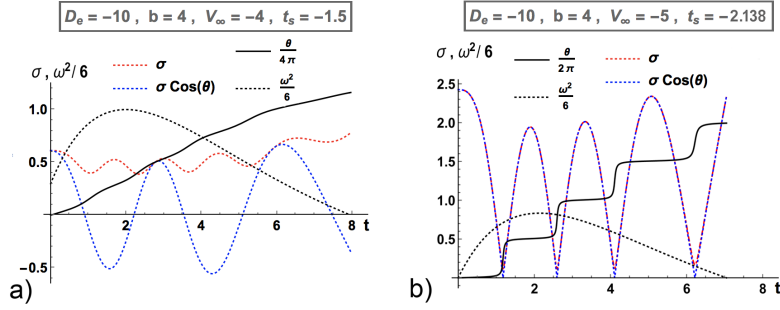 D_e = −10 , b = 4 , V_∞ = −4 , t_s = −1.5
σ , ω²/6
σ
σ Cos(θ)
θ/4π
ω²/6
1.0
0.5
−0.5
2
4
6
8
t
a)
D_e = −10 , b = 4 , V_∞ = −5 , t_s = −2.138
σ , ω²/6
θ/2π
ω²/6
σ
σ Cos(θ)
2.5
2.0
1.5
1.0
0.5
2
4
6
8
t
b)